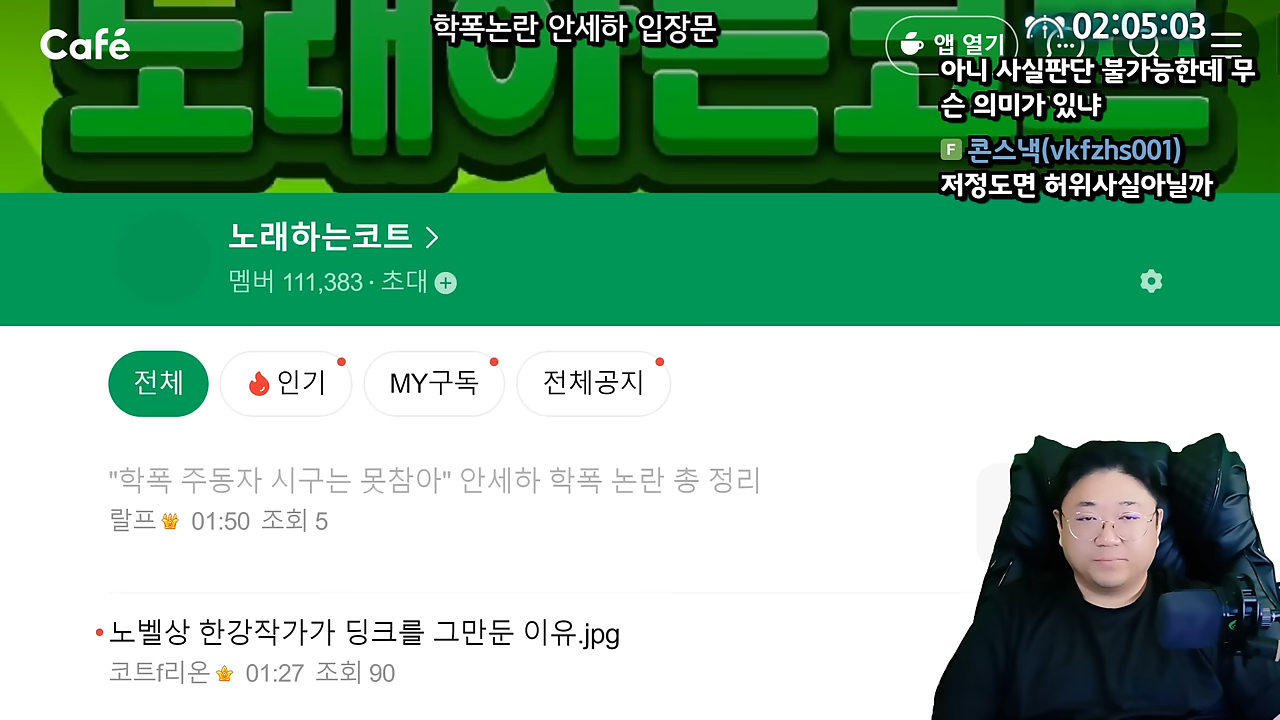 노래하는코트
Café
학폭논란 안세하 입장문
앱 열기
02:05:03
아니 사실판단 불가능한데 무
슨 의미가 있냐
F 콘스낵(vkfzhs001)
저정도면 허위사실아닐까
노래하는코트
멤버 111,383 · 초대
전체
인기
MY구독
전체공지
"학폭 주동자 시구는 못참아" 안세하 학폭 논란 총 정리
랄프 01:50 조회 5
노벨상 한강작가가 딩크를 그만둔 이유.jpg
코트f리온 01:27 조회 90